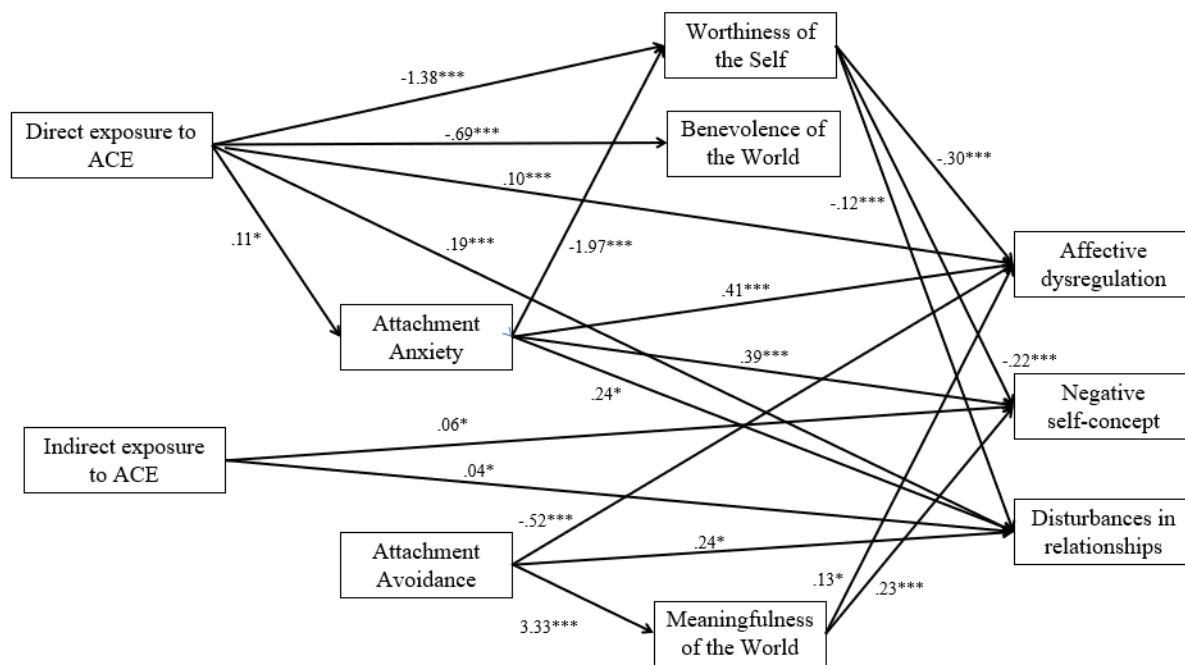 Worthiness of
the Self
-1.38***
Direct exposure to
ACE
-.69***
Benevolence of
the World
-.30***
.10***
-.12***
.11*
.19***
-1.97***
Affective
dysregulation
.41***
Attachment
Anxiety
.39***
-.22***
.24*
Negative
self-concept
.06*
Indirect exposure
to ACE
.04*
-.52***
Disturbances in
relationships
.24*
Attachment
Avoidance
.13*
.23***
3.33***
Meaningfulness
of the World